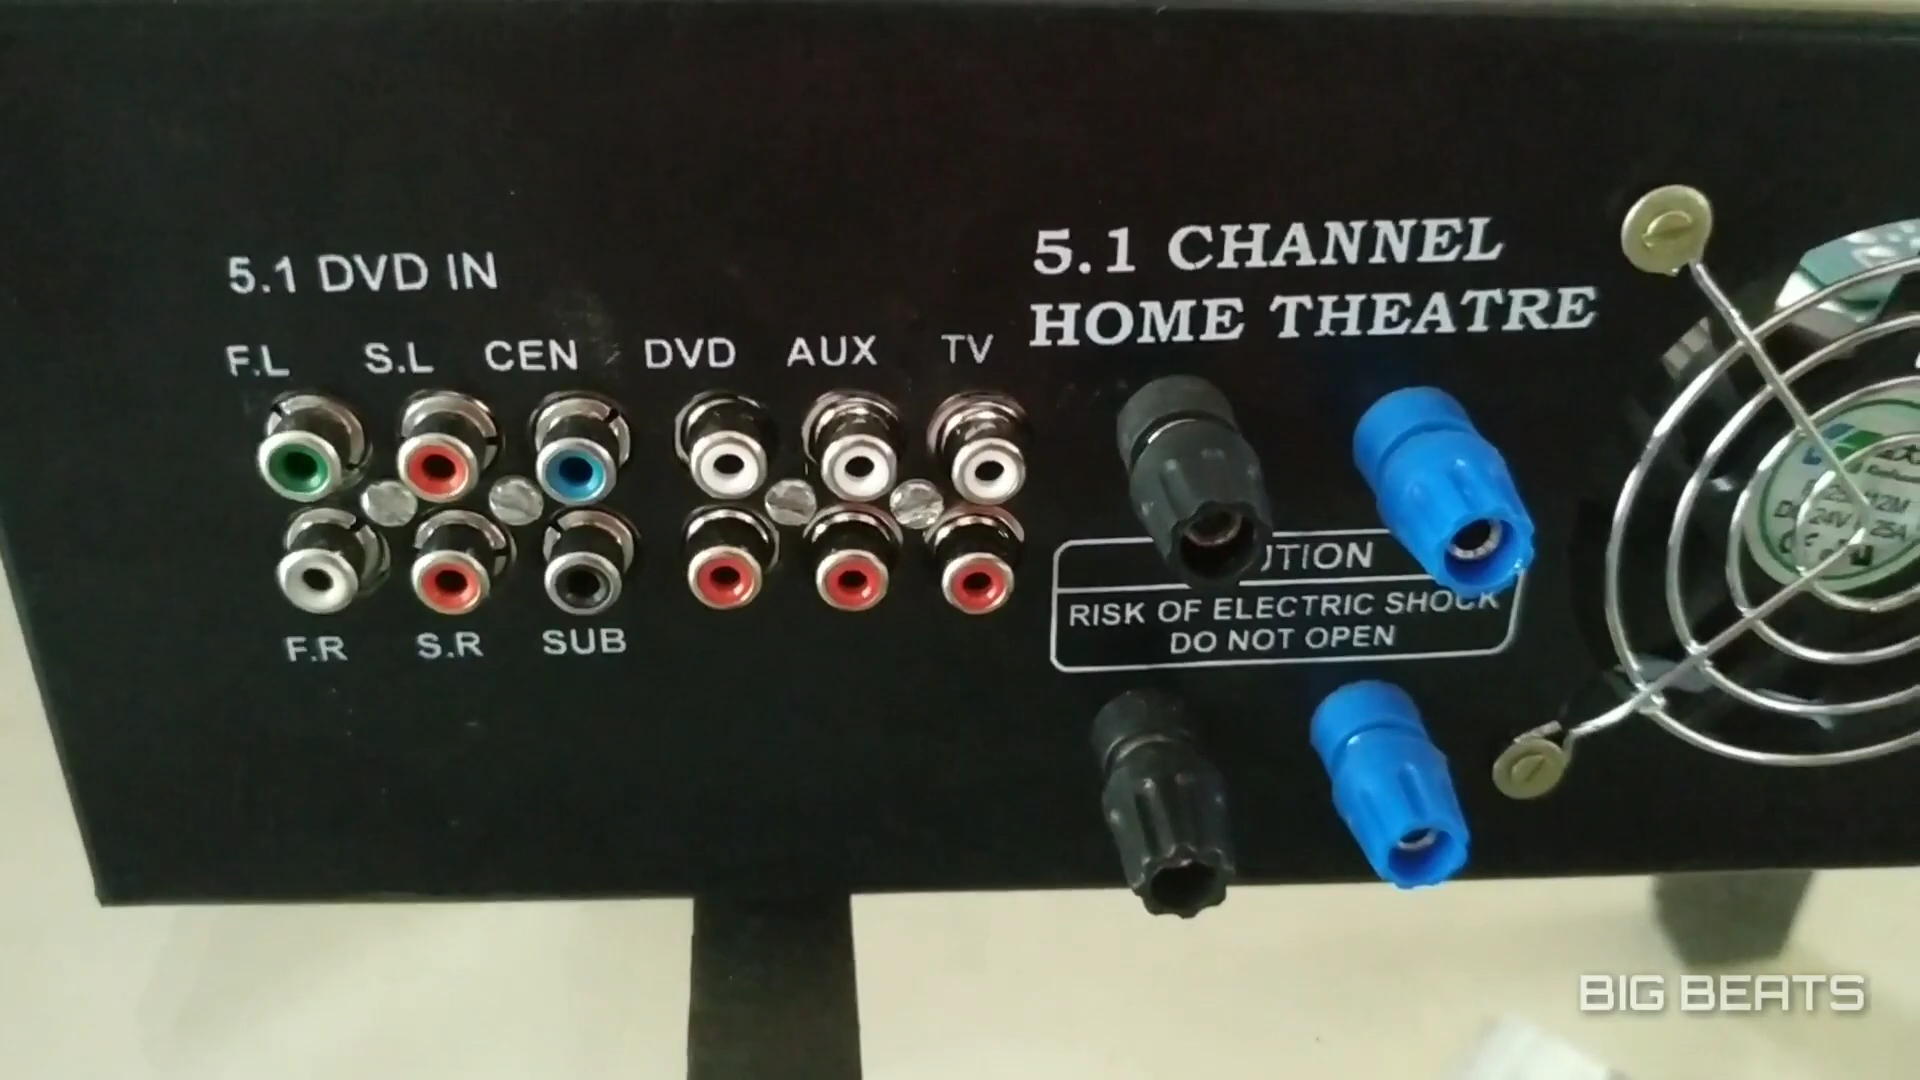 5.1 DVD IN
F.L S.L CEN DVD AUX TV
F.R S.R SUB
5.1 CHANNEL
HOME THEATRE
RISK OF ELECTRIC SHOCK
DO NOT OPEN
BIG BEATS